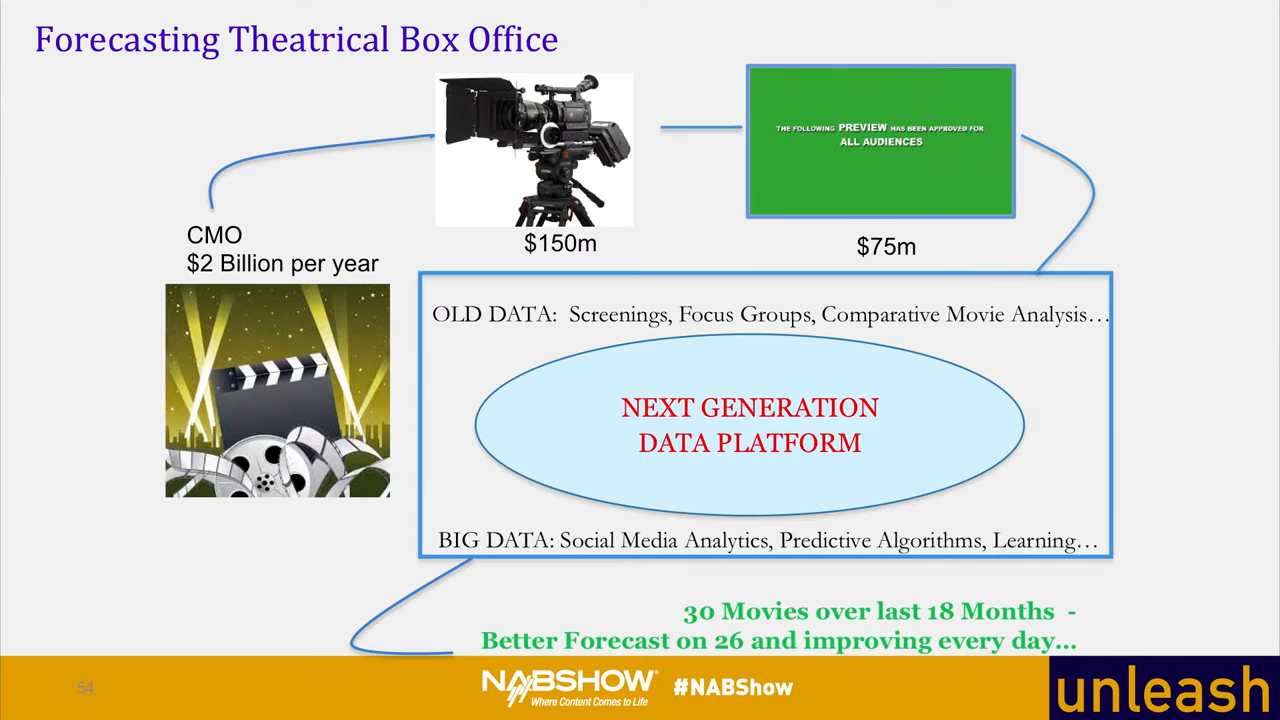 Forecasting Theatrical Box Office
THE FOLLOWING PREVIEW HAS BEEN APPROVED FOR
ALL AUDIENCES
CMO
$2 Billion per year
$150m
$75m
OLD DATA: Screenings, Focus Groups, Comparative Movie Analysis…
NEXT GENERATION
DATA PLATFORM
BIG DATA: Social Media Analytics, Predictive Algorithms, Learning…
30 Movies over last 18 Months -
Better Forecast on 26 and improving every day…
54
NABSHOW®
Where Content Comes to Life
#NABShow
unleash